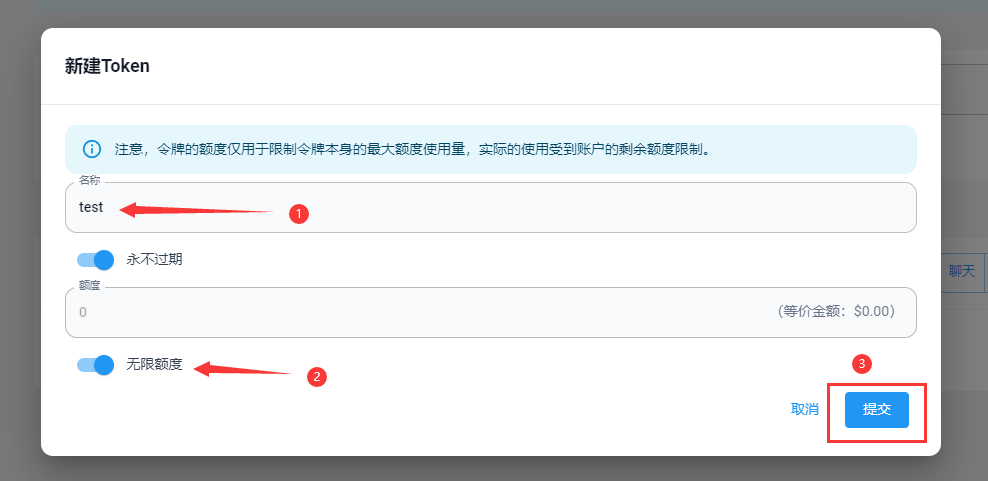 新建Token
注意，令牌的额度仅用于限制令牌本身的最大额度使用量，实际的使用受到账户的剩余额度限制。
名称
test
1
永不过期
聊天
额度
0 （等价金额：$0.00）
无限额度
2
3
取消 提交